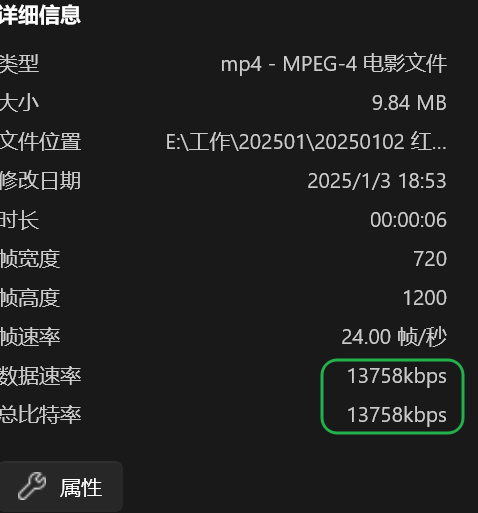 详细信息
类型 mp4 - MPEG-4 电影文件
大小 9.84 MB
文件位置 E:\工作\202501\20250102 红...
修改日期 2025/1/3 18:53
时长 00:00:06
帧宽度 720
帧高度 1200
帧速率 24.00 帧/秒
数据速率 13758kbps
总比特率 13758kbps
属性